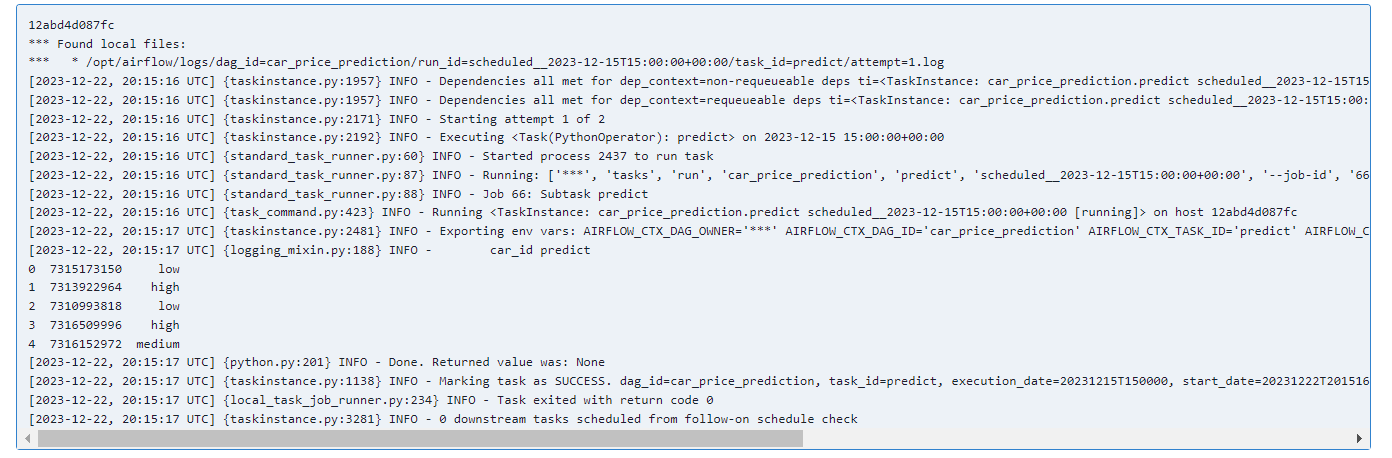 12abd4d087fc
*** Found local files:
***   * /opt/airflow/logs/dag_id=car_price_prediction/run_id=scheduled__2023-12-15T15:00:00+00:00/task_id=predict/attempt=1.log
[2023-12-22, 20:15:16 UTC] {taskinstance.py:1957} INFO - Dependencies all met for dep_context=non-requeueable deps ti=<TaskInstance: car_price_prediction.predict scheduled__2023-12-15T15
[2023-12-22, 20:15:16 UTC] {taskinstance.py:1957} INFO - Dependencies all met for dep_context=requeueable deps ti=<TaskInstance: car_price_prediction.predict scheduled__2023-12-15T15:00:
[2023-12-22, 20:15:16 UTC] {taskinstance.py:2171} INFO - Starting attempt 1 of 2
[2023-12-22, 20:15:16 UTC] {taskinstance.py:2192} INFO - Executing <Task(PythonOperator): predict> on 2023-12-15 15:00:00+00:00
[2023-12-22, 20:15:16 UTC] {standard_task_runner.py:60} INFO - Started process 2437 to run task
[2023-12-22, 20:15:16 UTC] {standard_task_runner.py:87} INFO - Running: ['***', 'tasks', 'run', 'car_price_prediction', 'predict', 'scheduled__2023-12-15T15:00:00+00:00', '--job-id', '66
[2023-12-22, 20:15:16 UTC] {standard_task_runner.py:88} INFO - Job 66: Subtask predict
[2023-12-22, 20:15:16 UTC] {task_command.py:423} INFO - Running <TaskInstance: car_price_prediction.predict scheduled__2023-12-15T15:00:00+00:00 [running]> on host 12abd4d087fc
[2023-12-22, 20:15:17 UTC] {taskinstance.py:2481} INFO - Exporting env vars: AIRFLOW_CTX_DAG_OWNER='***' AIRFLOW_CTX_DAG_ID='car_price_prediction' AIRFLOW_CTX_TASK_ID='predict' AIRFLOW_C
[2023-12-22, 20:15:17 UTC] {logging_mixin.py:188} INFO -        car_id predict
0  7315173150     low
1  7313922964    high
2  7310993818     low
3  7316509996    high
4  7316152972  medium
[2023-12-22, 20:15:17 UTC] {python.py:201} INFO - Done. Returned value was: None
[2023-12-22, 20:15:17 UTC] {taskinstance.py:1138} INFO - Marking task as SUCCESS. dag_id=car_price_prediction, task_id=predict, execution_date=20231215T150000, start_date=20231222T201516
[2023-12-22, 20:15:17 UTC] {local_task_job_runner.py:234} INFO - Task exited with return code 0
[2023-12-22, 20:15:17 UTC] {taskinstance.py:3281} INFO - 0 downstream tasks scheduled from follow-on schedule check